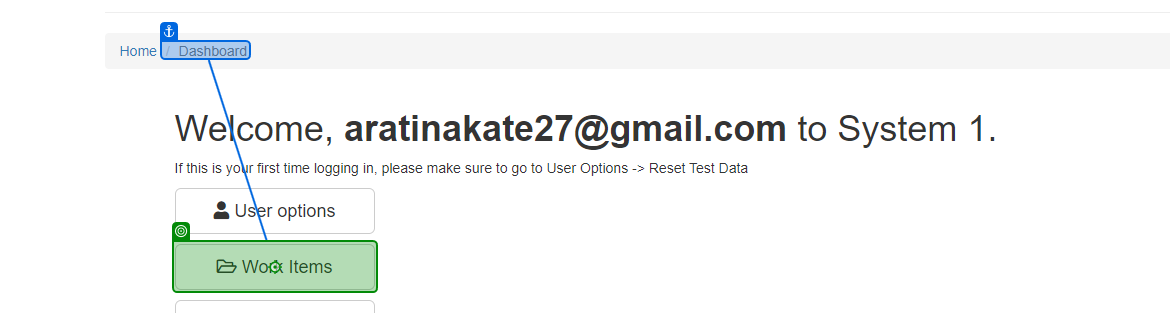 Home / Dashboard
Welcome, aratinakate27@gmail.com to System 1.
If this is your first time logging in, please make sure to go to User Options -> Reset Test Data
User options
Work Items